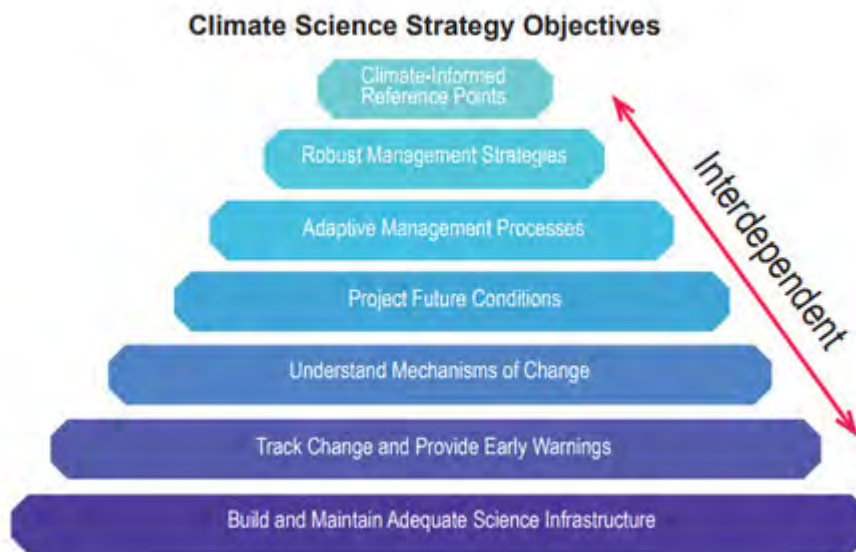 Climate Science Strategy Objectives
Climate-Informed
Reference Points
Robust Management Strategies
Adaptive Management Processes
Project Future Conditions
Understand Mechanisms of Change
Track Change and Provide Early Warnings
Build and Maintain Adequate Science Infrastructure
Interdependent